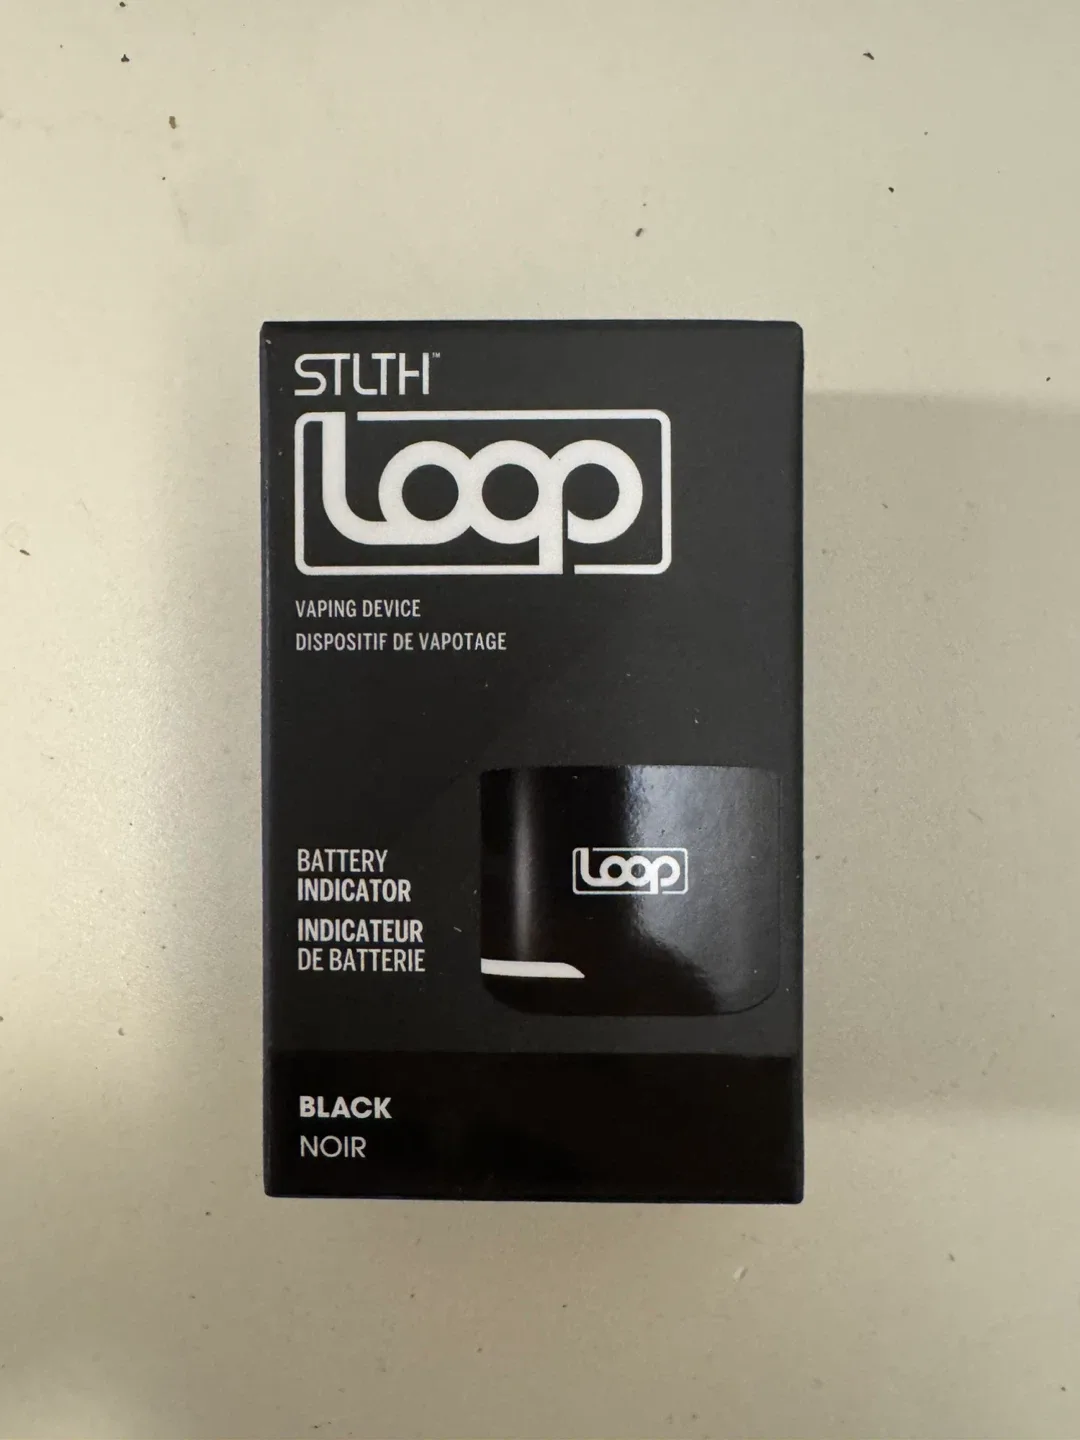 STLTH™
Loop
VAPING DEVICE
DISPOSITIF DE VAPOTAGE
BATTERY
INDICATOR
INDICATEUR
DE BATTERIE
Loop
BLACK
NOIR